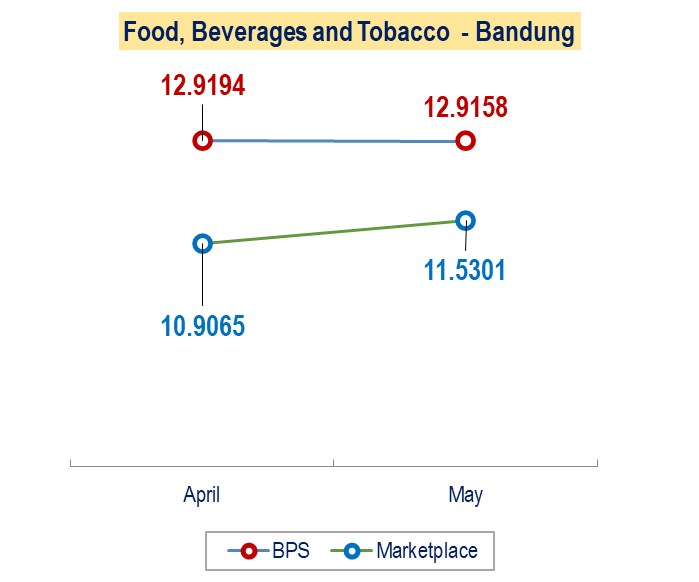 Food, Beverages and Tobacco - Bandung
12.9194
12.9158
11.5301
10.9065
April
May
BPS
Marketplace